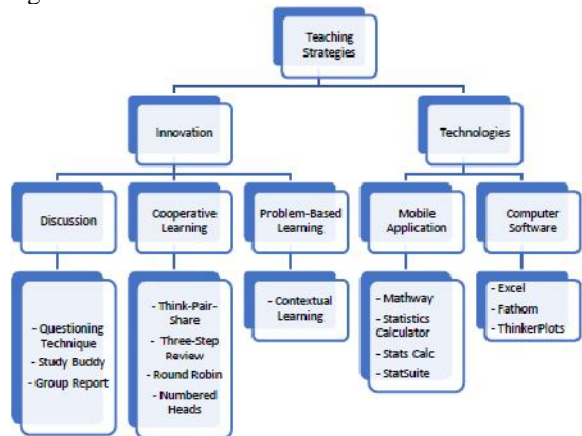 Teaching
Strategies
Innovation
Technologies
Discussion
Cooperative
Learning
Problem-Based
Learning
Mobile
Application
Computer
Software
- Questioning
Technique
- Study Buddy
- Group Report
- Think-Pair-
Share
- Three-Step
Review
- Round Robin
- Numbered
Heads
- Contextual
Learning
- Mathway
- Statistics
Calculator
- Stats Calc
- StatSuite
- Excel
- Fathom
- ThinkerPlots